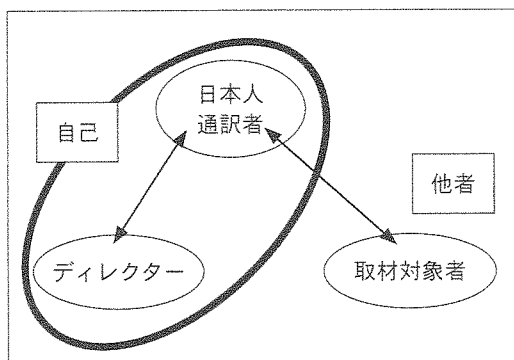 日本人
通訳者
自己
他者
ディレクター
取材対象者